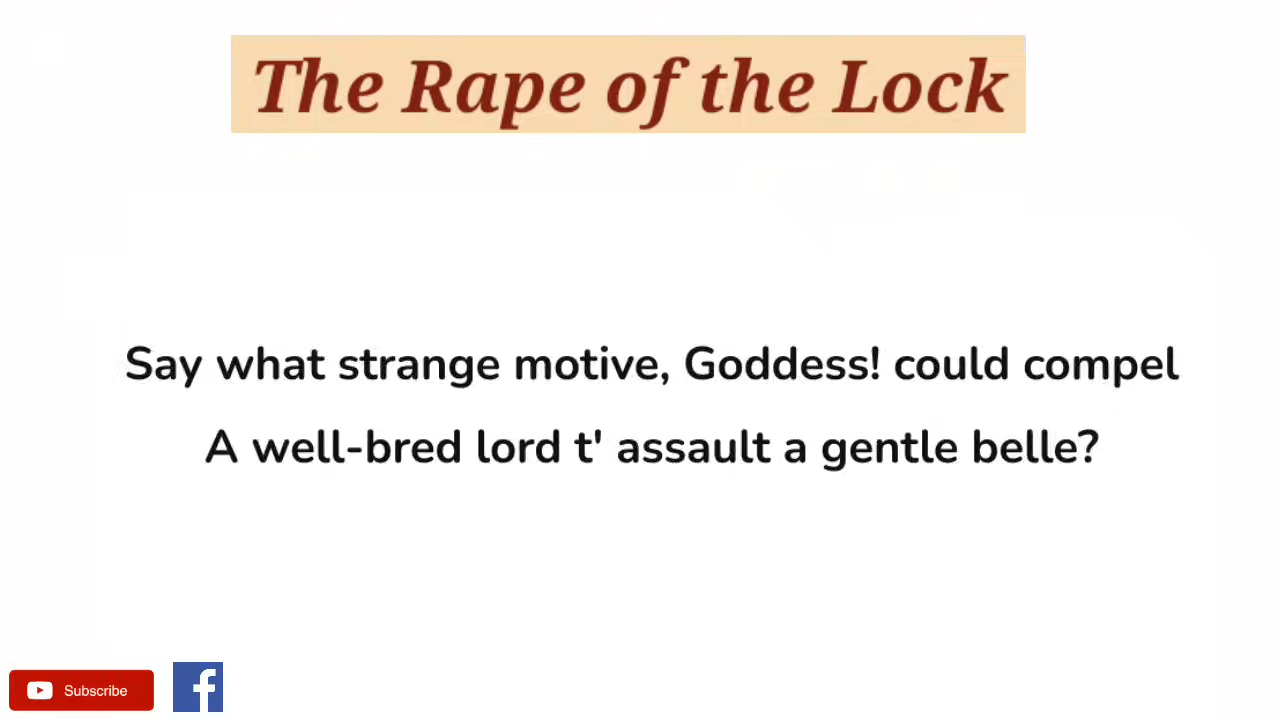 The Rape of the Lock
Say what strange motive, Goddess! could compel
A well-bred lord t' assault a gentle belle?
Subscribe